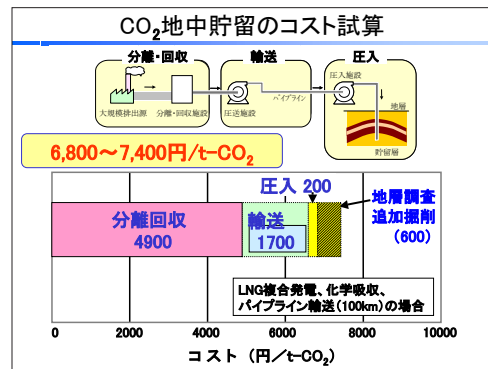 CO₂地中貯留のコスト試算
分離・回収
輸送
圧入
大規模排出源
分離・回収施設
圧送施設
パイプライン
圧入施設
地層
貯留層
6,800～7,400円/t-CO₂
圧入 200
地層調査
追加掘削
(600)
分離回収
4900
輸送
1700
LNG複合発電、化学吸収、
パイプライン輸送(100km)の場合
0 2000 4000 6000 8000 10000
コスト (円/t-CO₂)